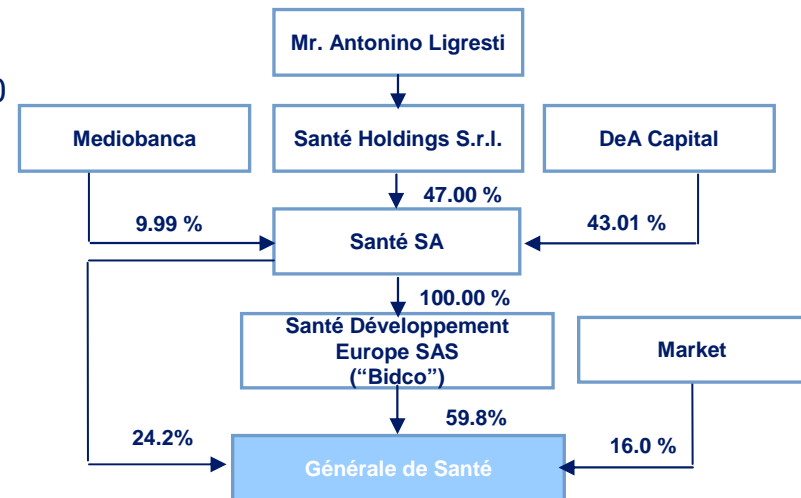 Mr. Antonino Ligresti
)
Mediobanca
Santé Holdings S.r.l.
DeA Capital
47.00 %
9.99 %
43.01 %
Santé SA
100.00 %
Santé Développement
Europe SAS
(“Bidco”)
Market
59.8%
24.2%
16.0 %
Générale de Santé